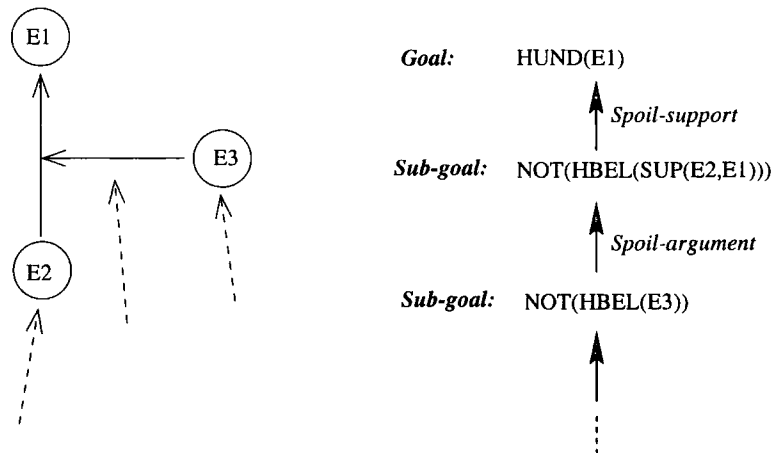 E1
E3
E2
Goal: HUND(E1)
Spoil-support
Sub-goal: NOT(HBEL(SUP(E2,E1)))
Spoil-argument
Sub-goal: NOT(HBEL(E3))